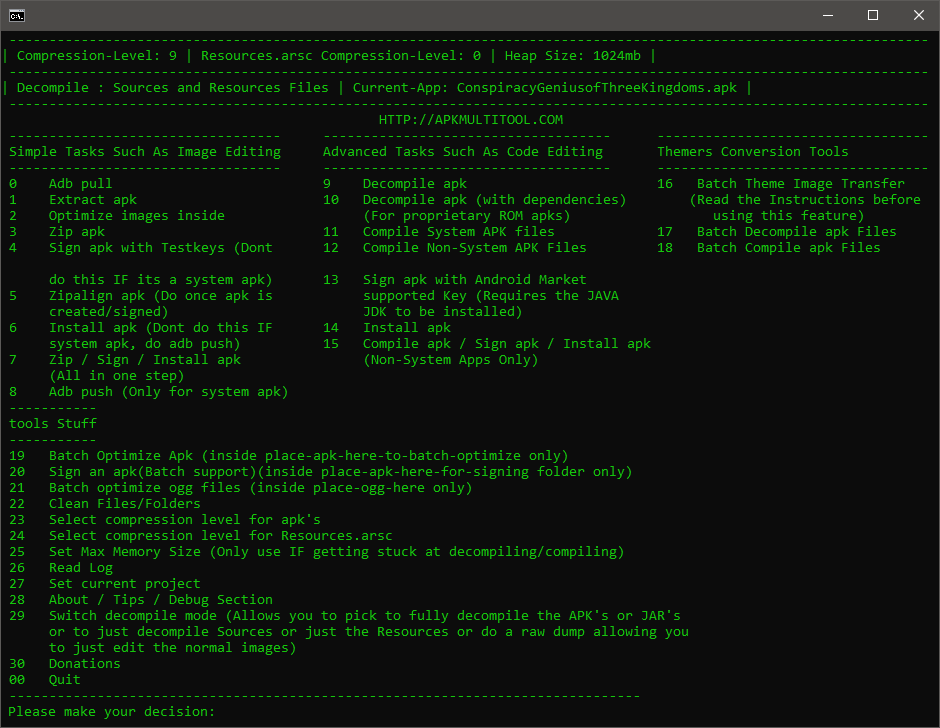 | Compression-Level: 9 | Resources.arsc Compression-Level: 0 | Heap Size: 1024mb |
| Decompile : Sources and Resources Files | Current-App: ConspiracyGeniusofThreeKingdoms.apk |
HTTP://APKMULTITOOL.COM
Simple Tasks Such As Image Editing
0 Adb pull
1 Extract apk
2 Optimize images inside
3 Zip apk
4 Sign apk with Testkeys (Dont
do this IF its a system apk)
5 Zipalign apk (Do once apk is
created/signed)
6 Install apk (Dont do this IF
system apk, do adb push)
7 Zip / Sign / Install apk
(All in one step)
8 Adb push (Only for system apk)
Advanced Tasks Such As Code Editing
9 Decompile apk
10 Decompile apk (with dependencies)
(For proprietary ROM apks)
11 Compile System APK files
12 Compile Non-System APK Files
13 Sign apk with Android Market
supported Key (Requires the JAVA
JDK to be installed)
14 Install apk
15 Compile apk / Sign apk / Install apk
(Non-System Apps Only)
Themers Conversion Tools
16 Batch Theme Image Transfer
(Read the Instructions before
using this feature)
17 Batch Decompile apk Files
18 Batch Compile apk Files
tools Stuff
19 Batch Optimize Apk (inside place-apk-here-to-batch-optimize only)
20 Sign an apk(Batch support)(inside place-apk-here-for-signing folder only)
21 Batch optimize ogg files (inside place-ogg-here only)
22 Clean Files/Folders
23 Select compression level for apk's
24 Select compression level for Resources.arsc
25 Set Max Memory Size (Only use IF getting stuck at decompiling/compiling)
26 Read Log
27 Set current project
28 About / Tips / Debug Section
29 Switch decompile mode (Allows you to pick to fully decompile the APK's or JAR's
or to just decompile Sources or just the Resources or do a raw dump allowing you
to just edit the normal images)
30 Donations
00 Quit
Please make your decision: